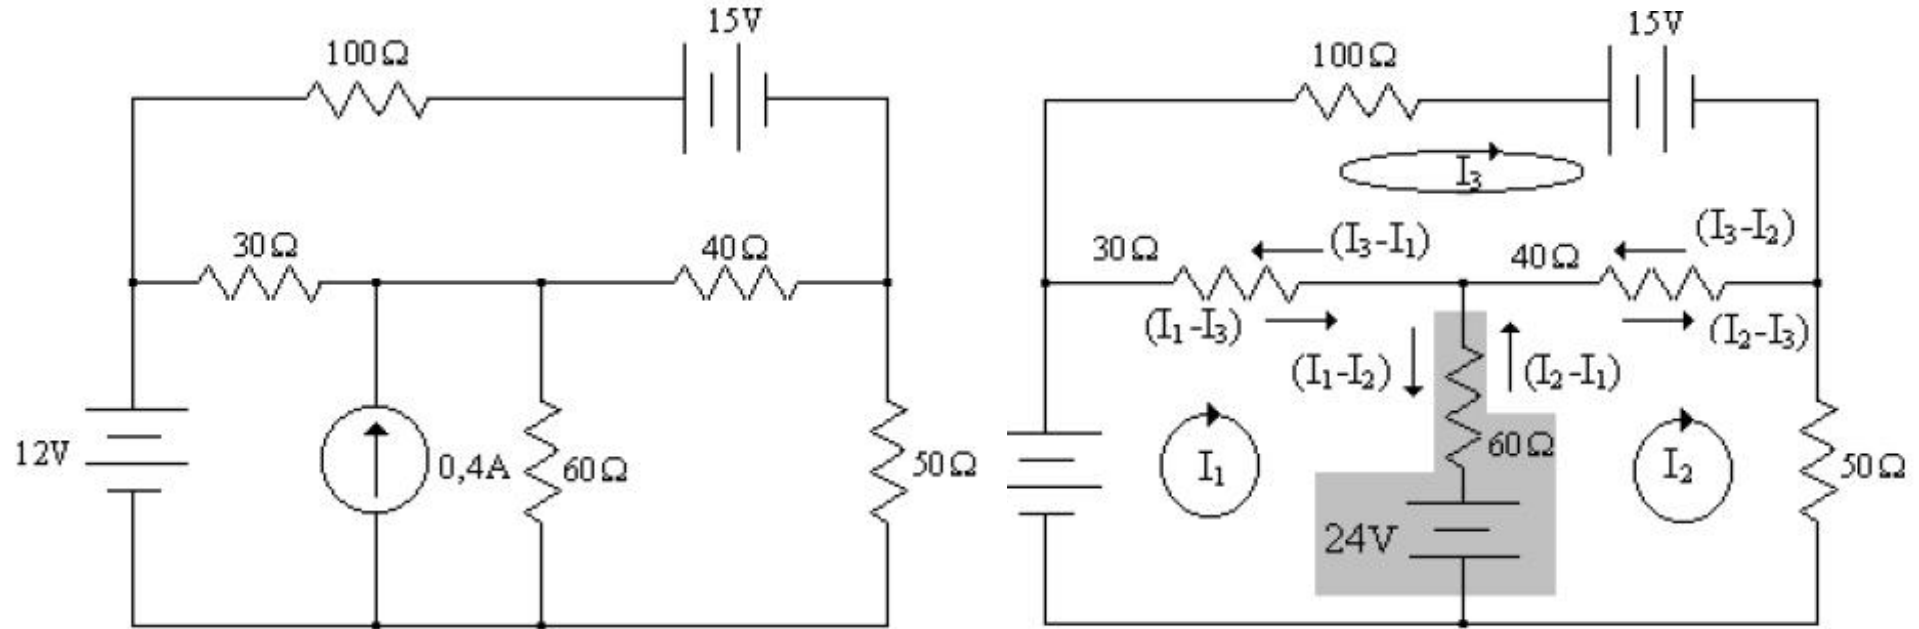 15V
100Ω
30Ω
40Ω
12V
0,4A
60Ω
50Ω
15V
100Ω
I₃
(I₃-I₁)
(I₃-I₂)
30Ω
40Ω
(I₁-I₃)
(I₂-I₃)
(I₁-I₂)
(I₂-I₁)
60Ω
I₁
I₂
50Ω
24V